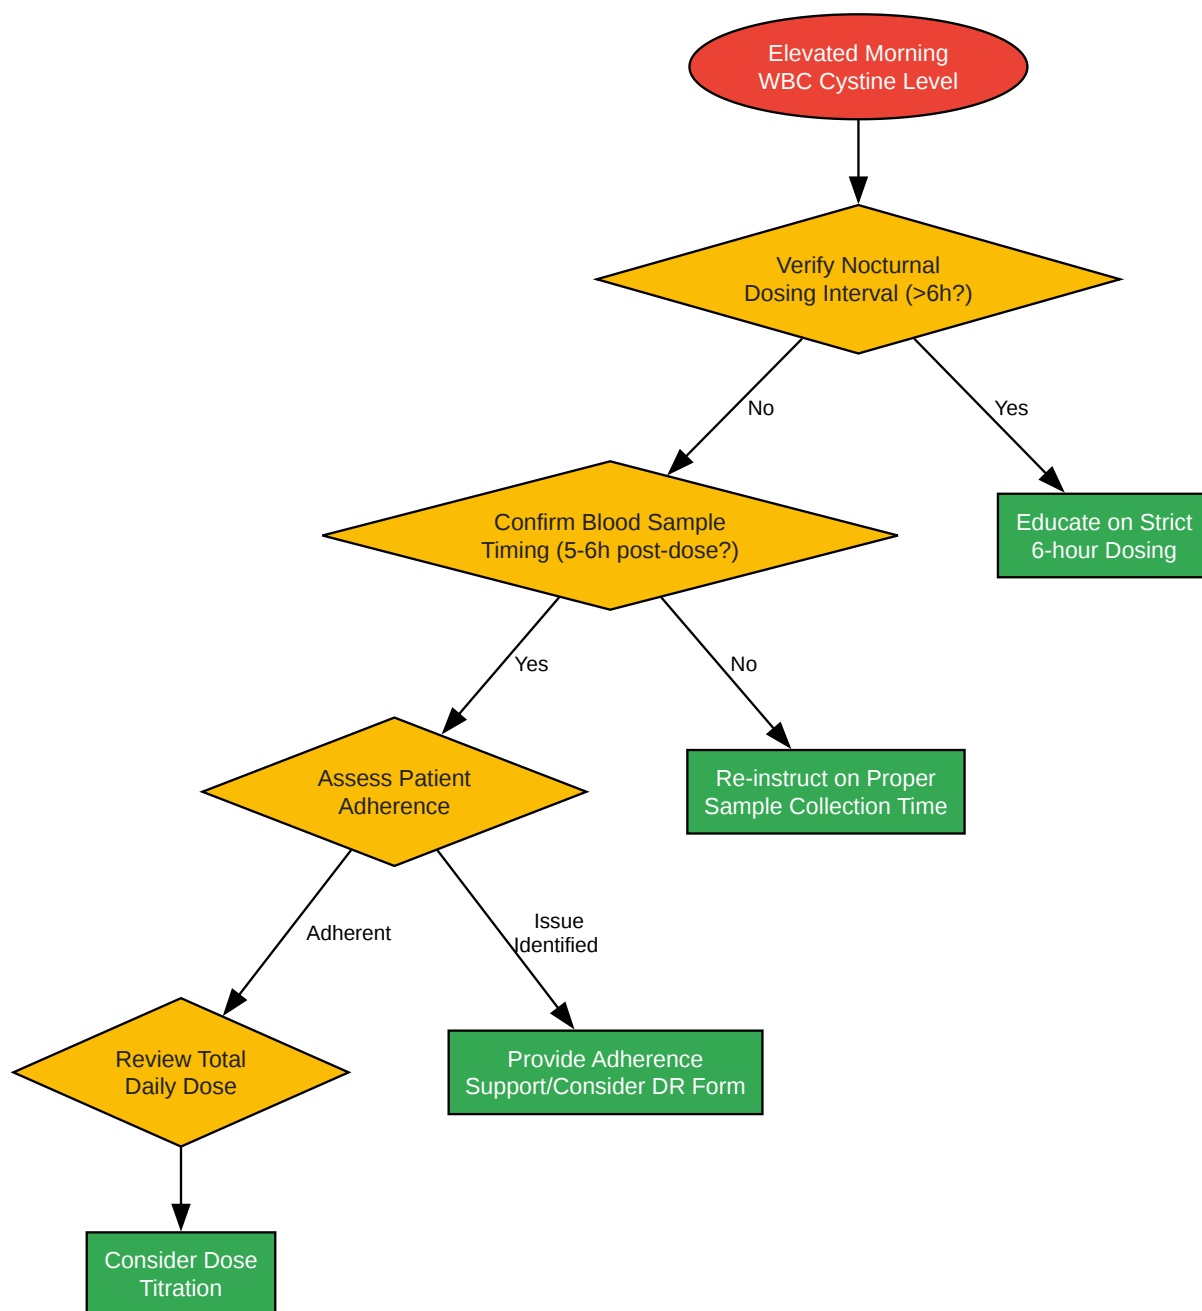 Elevated Morning
WBC Cystine Level
Verify Nocturnal
Dosing Interval (>6h?)
No
Yes
Educate on Strict
6-hour Dosing
Confirm Blood Sample
Timing (5-6h post-dose?)
Yes
No
Assess Patient
Adherence
Re-instruct on Proper
Sample Collection Time
Adherent
Issue
Identified
Review Total
Daily Dose
Provide Adherence
Support/Consider DR Form
Consider Dose
Titration